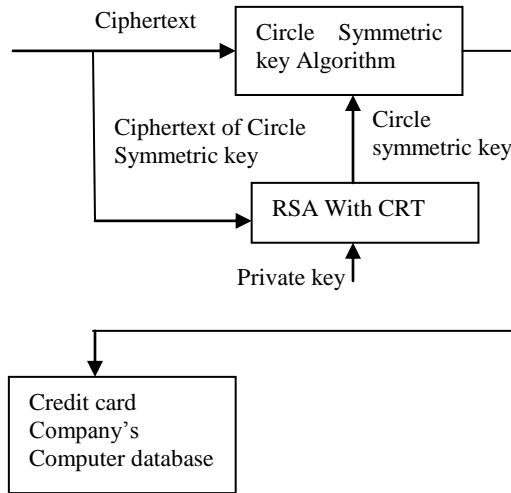 Ciphertext
Circle Symmetric
key Algorithm
Ciphertext of Circle
Symmetric key
Circle
symmetric key
RSA With CRT
Private key
Credit card
Company's
Computer database